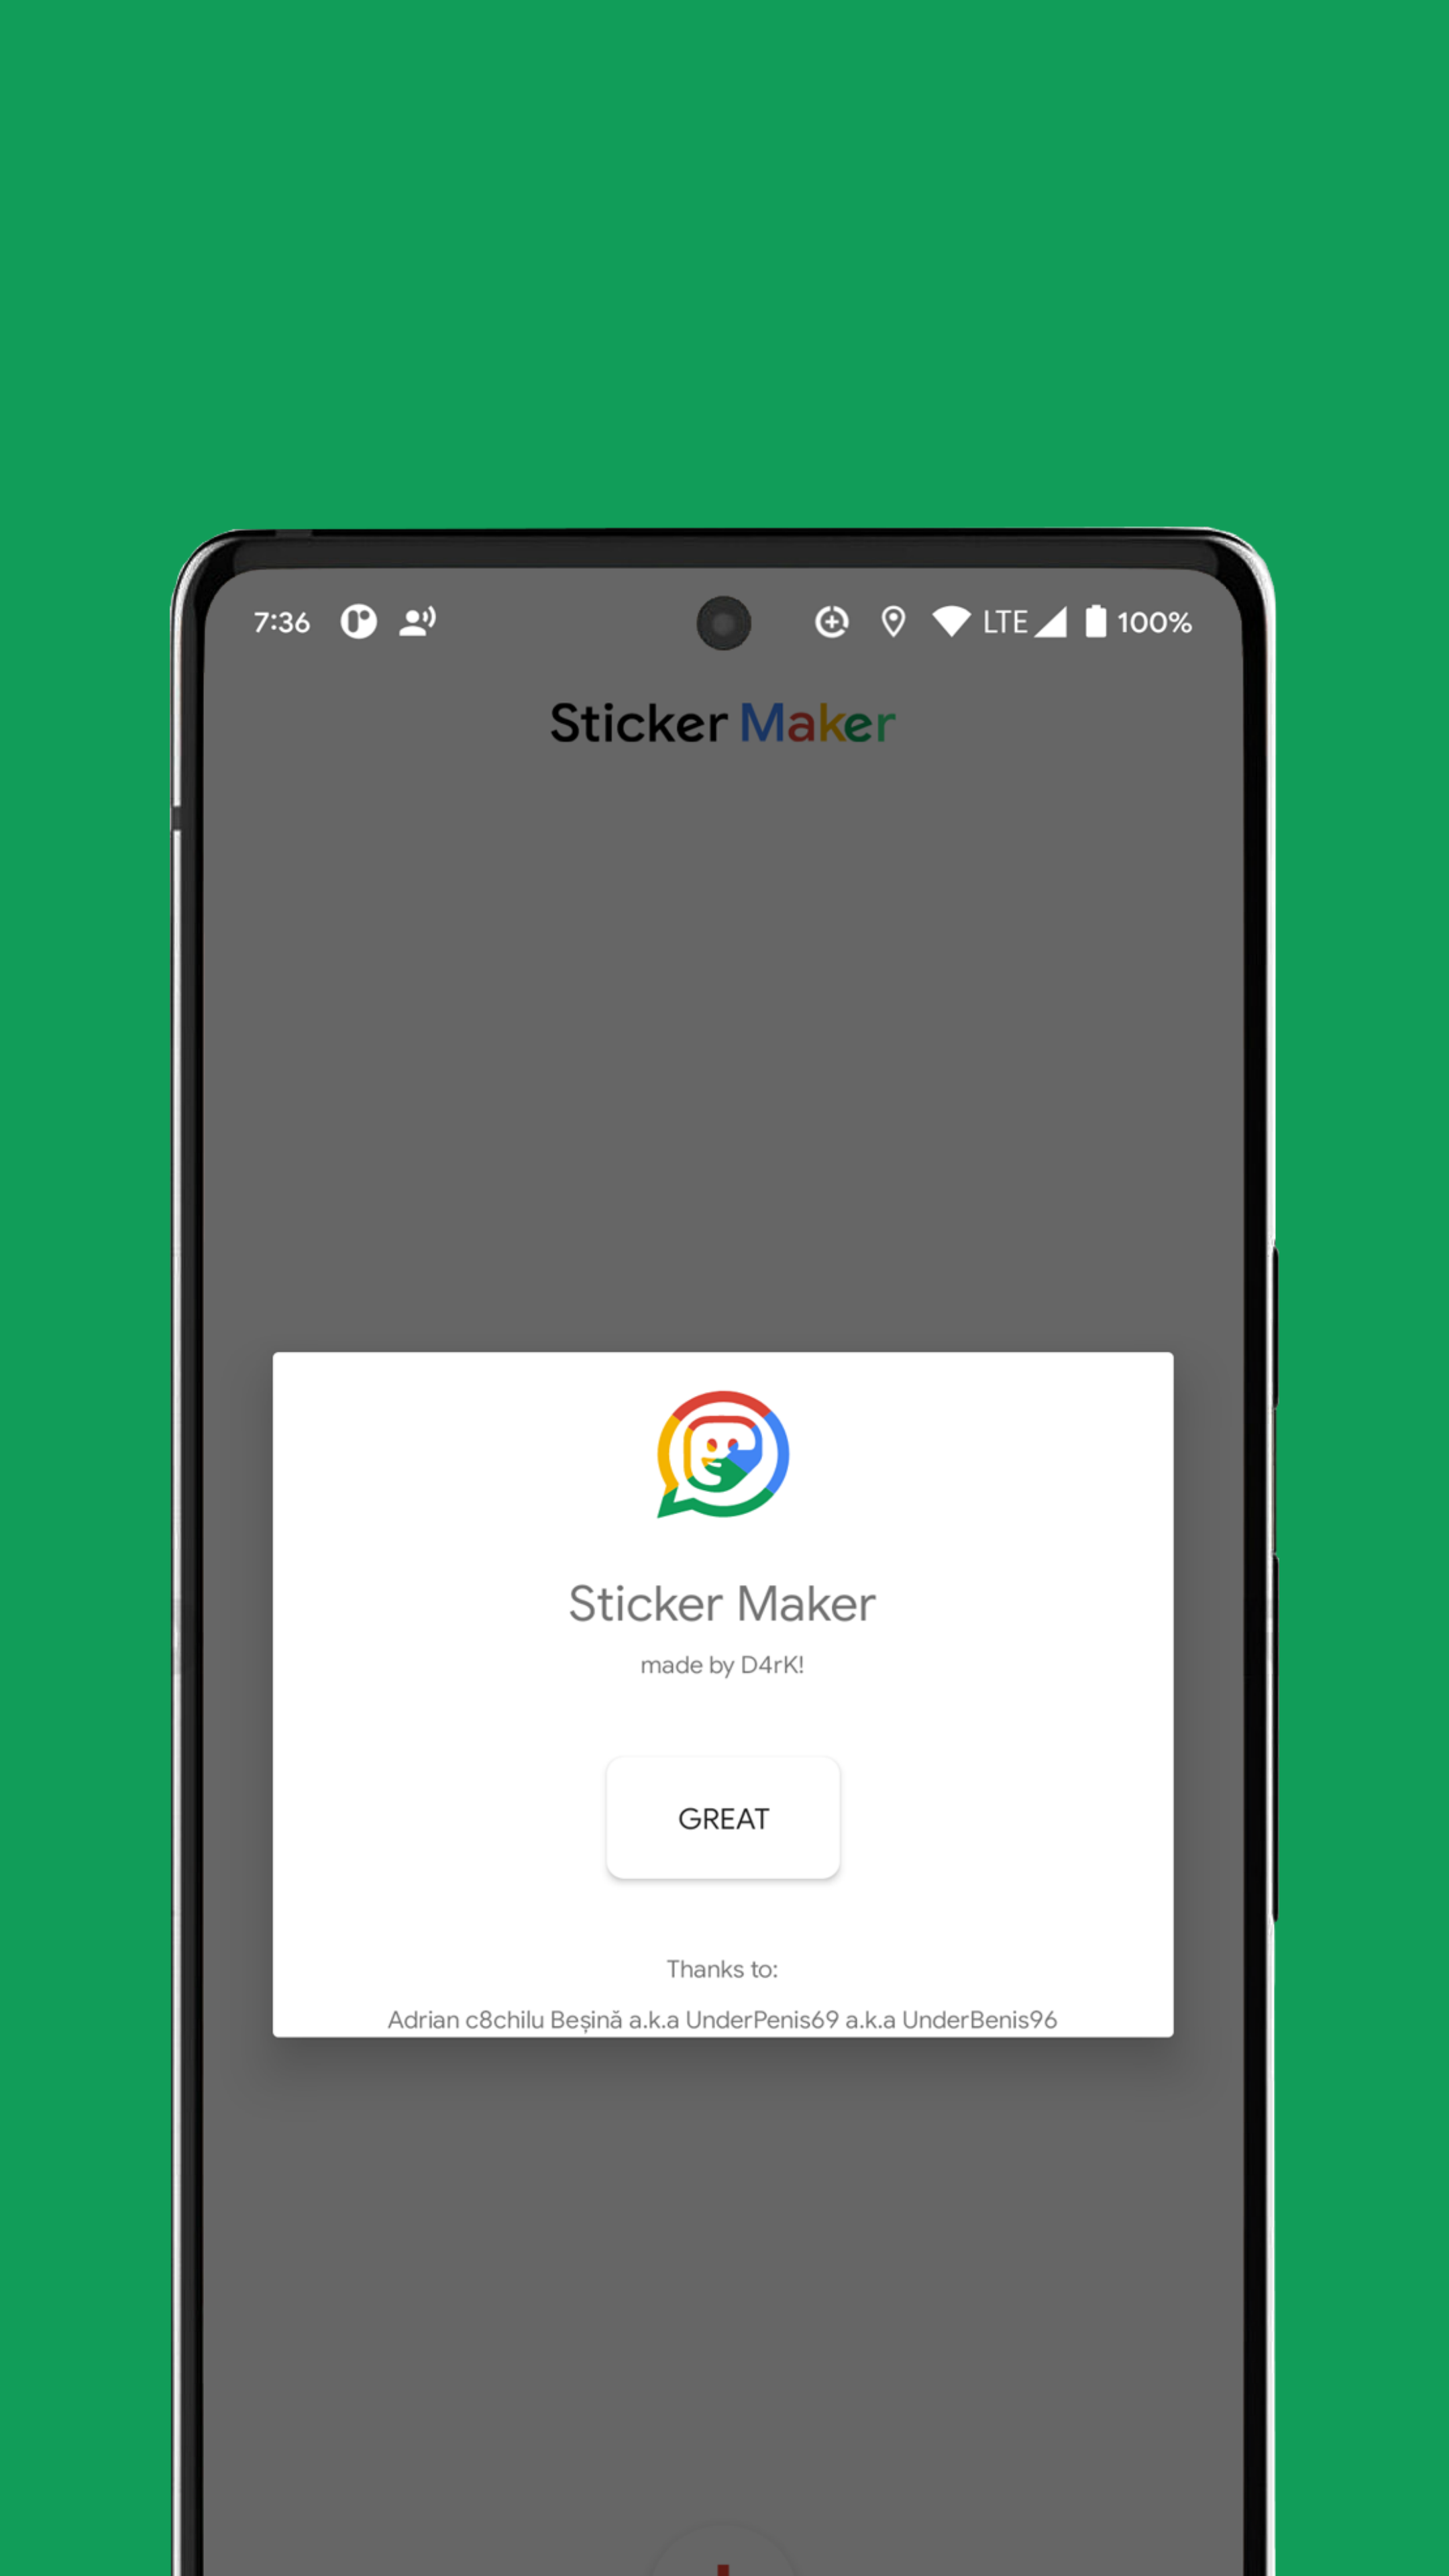 7:36 LTE 100%
Sticker Maker
Sticker Maker
made by D4rK!
GREAT
Thanks to:
Adrian c8chilu Beșină a.k.a UnderPenis69 a.k.a UnderBenis96